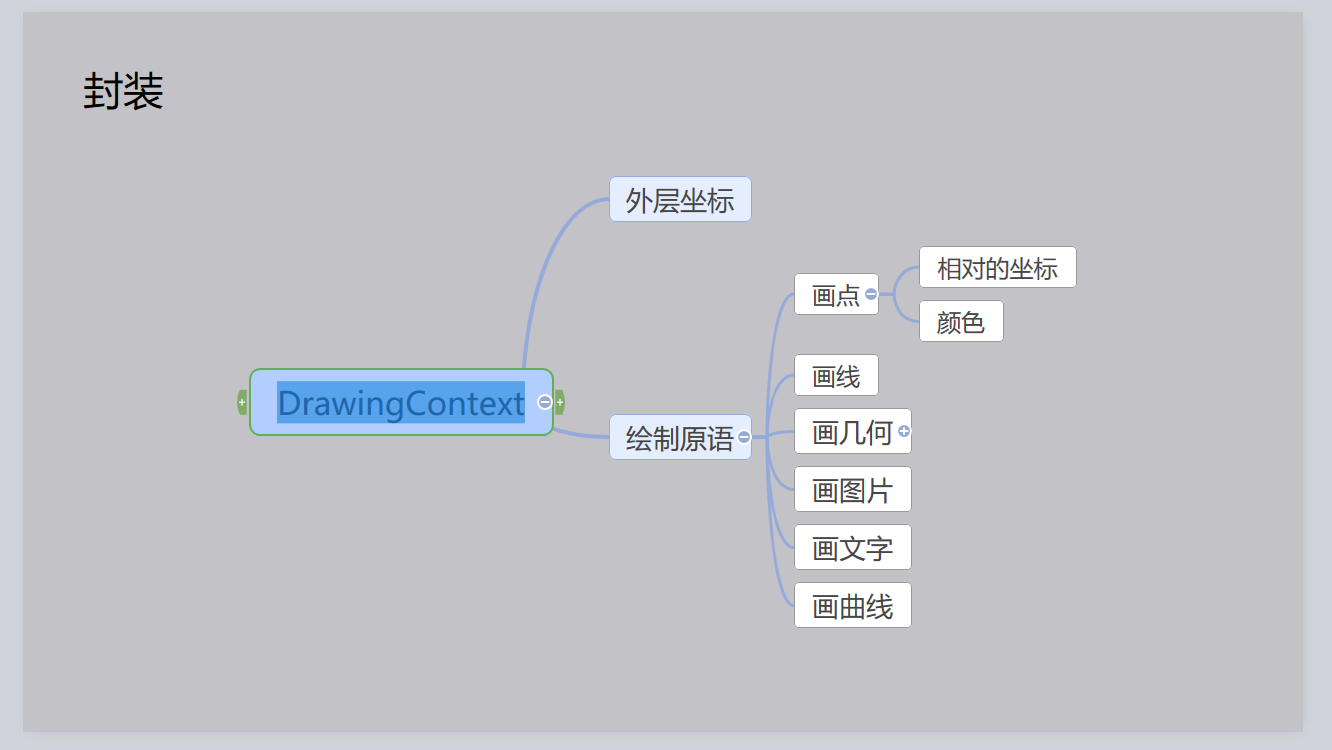 封装
外层坐标
相对的坐标
画点
颜色
画线
DrawingContext
绘制原语
画几何
画图片
画文字
画曲线